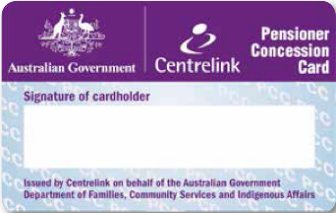 Australian Government
Centrelink
Pensioner
Concession
Card
Signature of cardholder
Issued by Centrelink on behalf of the Australian Government
Department of Families, Community Services and Indigenous Affairs